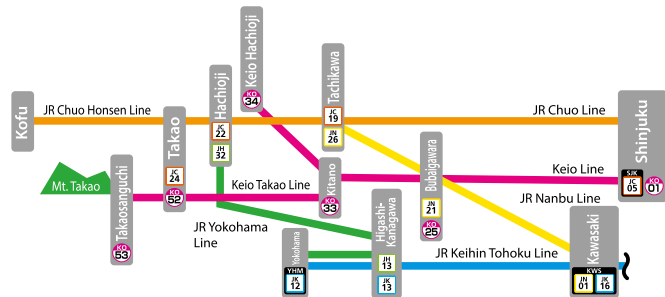 Kofu
JR Chuo Honsen Line
Mt. Takao
Takaosanguchi
KO
53
Takao
JC
24
KO
52
Hachioji
JC
22
JH
32
Keio Hachioji
KO
34
Keio Takao Line
JR Yokohama
Line
Yokohama
YHM
JK
12
Kitano
KO
33
Tachikawa
JC
19
JN
26
Higashi-
Kanagawa
JH
13
JK
13
Bubaigawara
JN
21
KO
25
JR Chuo Line
Keio Line
JR Nanbu Line
JR Keihin Tohoku Line
Kawasaki
KWS
JN
01
JK
16
Shinjuku
SJK
JC
05
KO
01